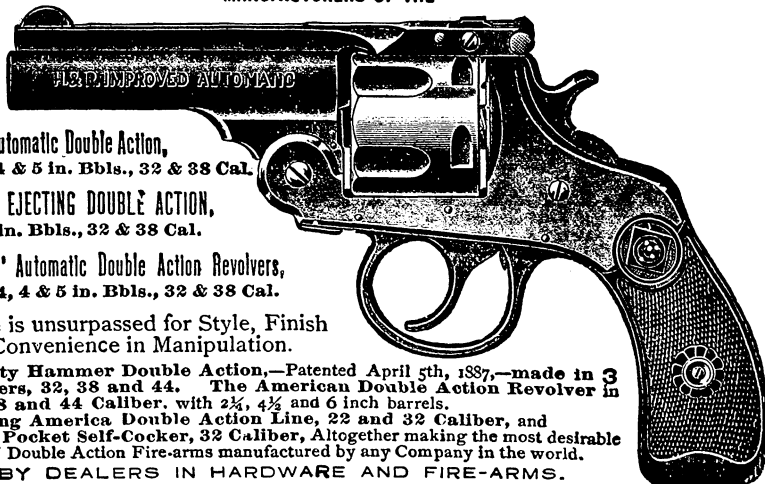 MANUFACTURERS OF THE
H.& R. IMPROVED AUTOMATIC
Double Action,
& 5 in. Bbls., 32 & 38 Cal.
EJECTING DOUBLE ACTION,
in. Bbls., 32 & 38 Cal.
Automatic Double Action Revolvers,
4 & 5 in. Bbls., 32 & 38 Cal.
is unsurpassed for Style, Finish
Convenience in Manipulation.
ty Hammer Double Action,—Patented April 5th, 1887,—made in 3
ers, 32, 38 and 44. The American Double Action Revolver in
8 and 44 Caliber, with 2½, 4½ and 6 inch barrels.
ng America Double Action Line, 22 and 32 Caliber, and
Pocket Self-Cocker, 32 Caliber, Altogether making the most desirable
Double Action Fire-arms manufactured by any Company in the world.
BY DEALERS IN HARDWARE AND FIRE-ARMS.